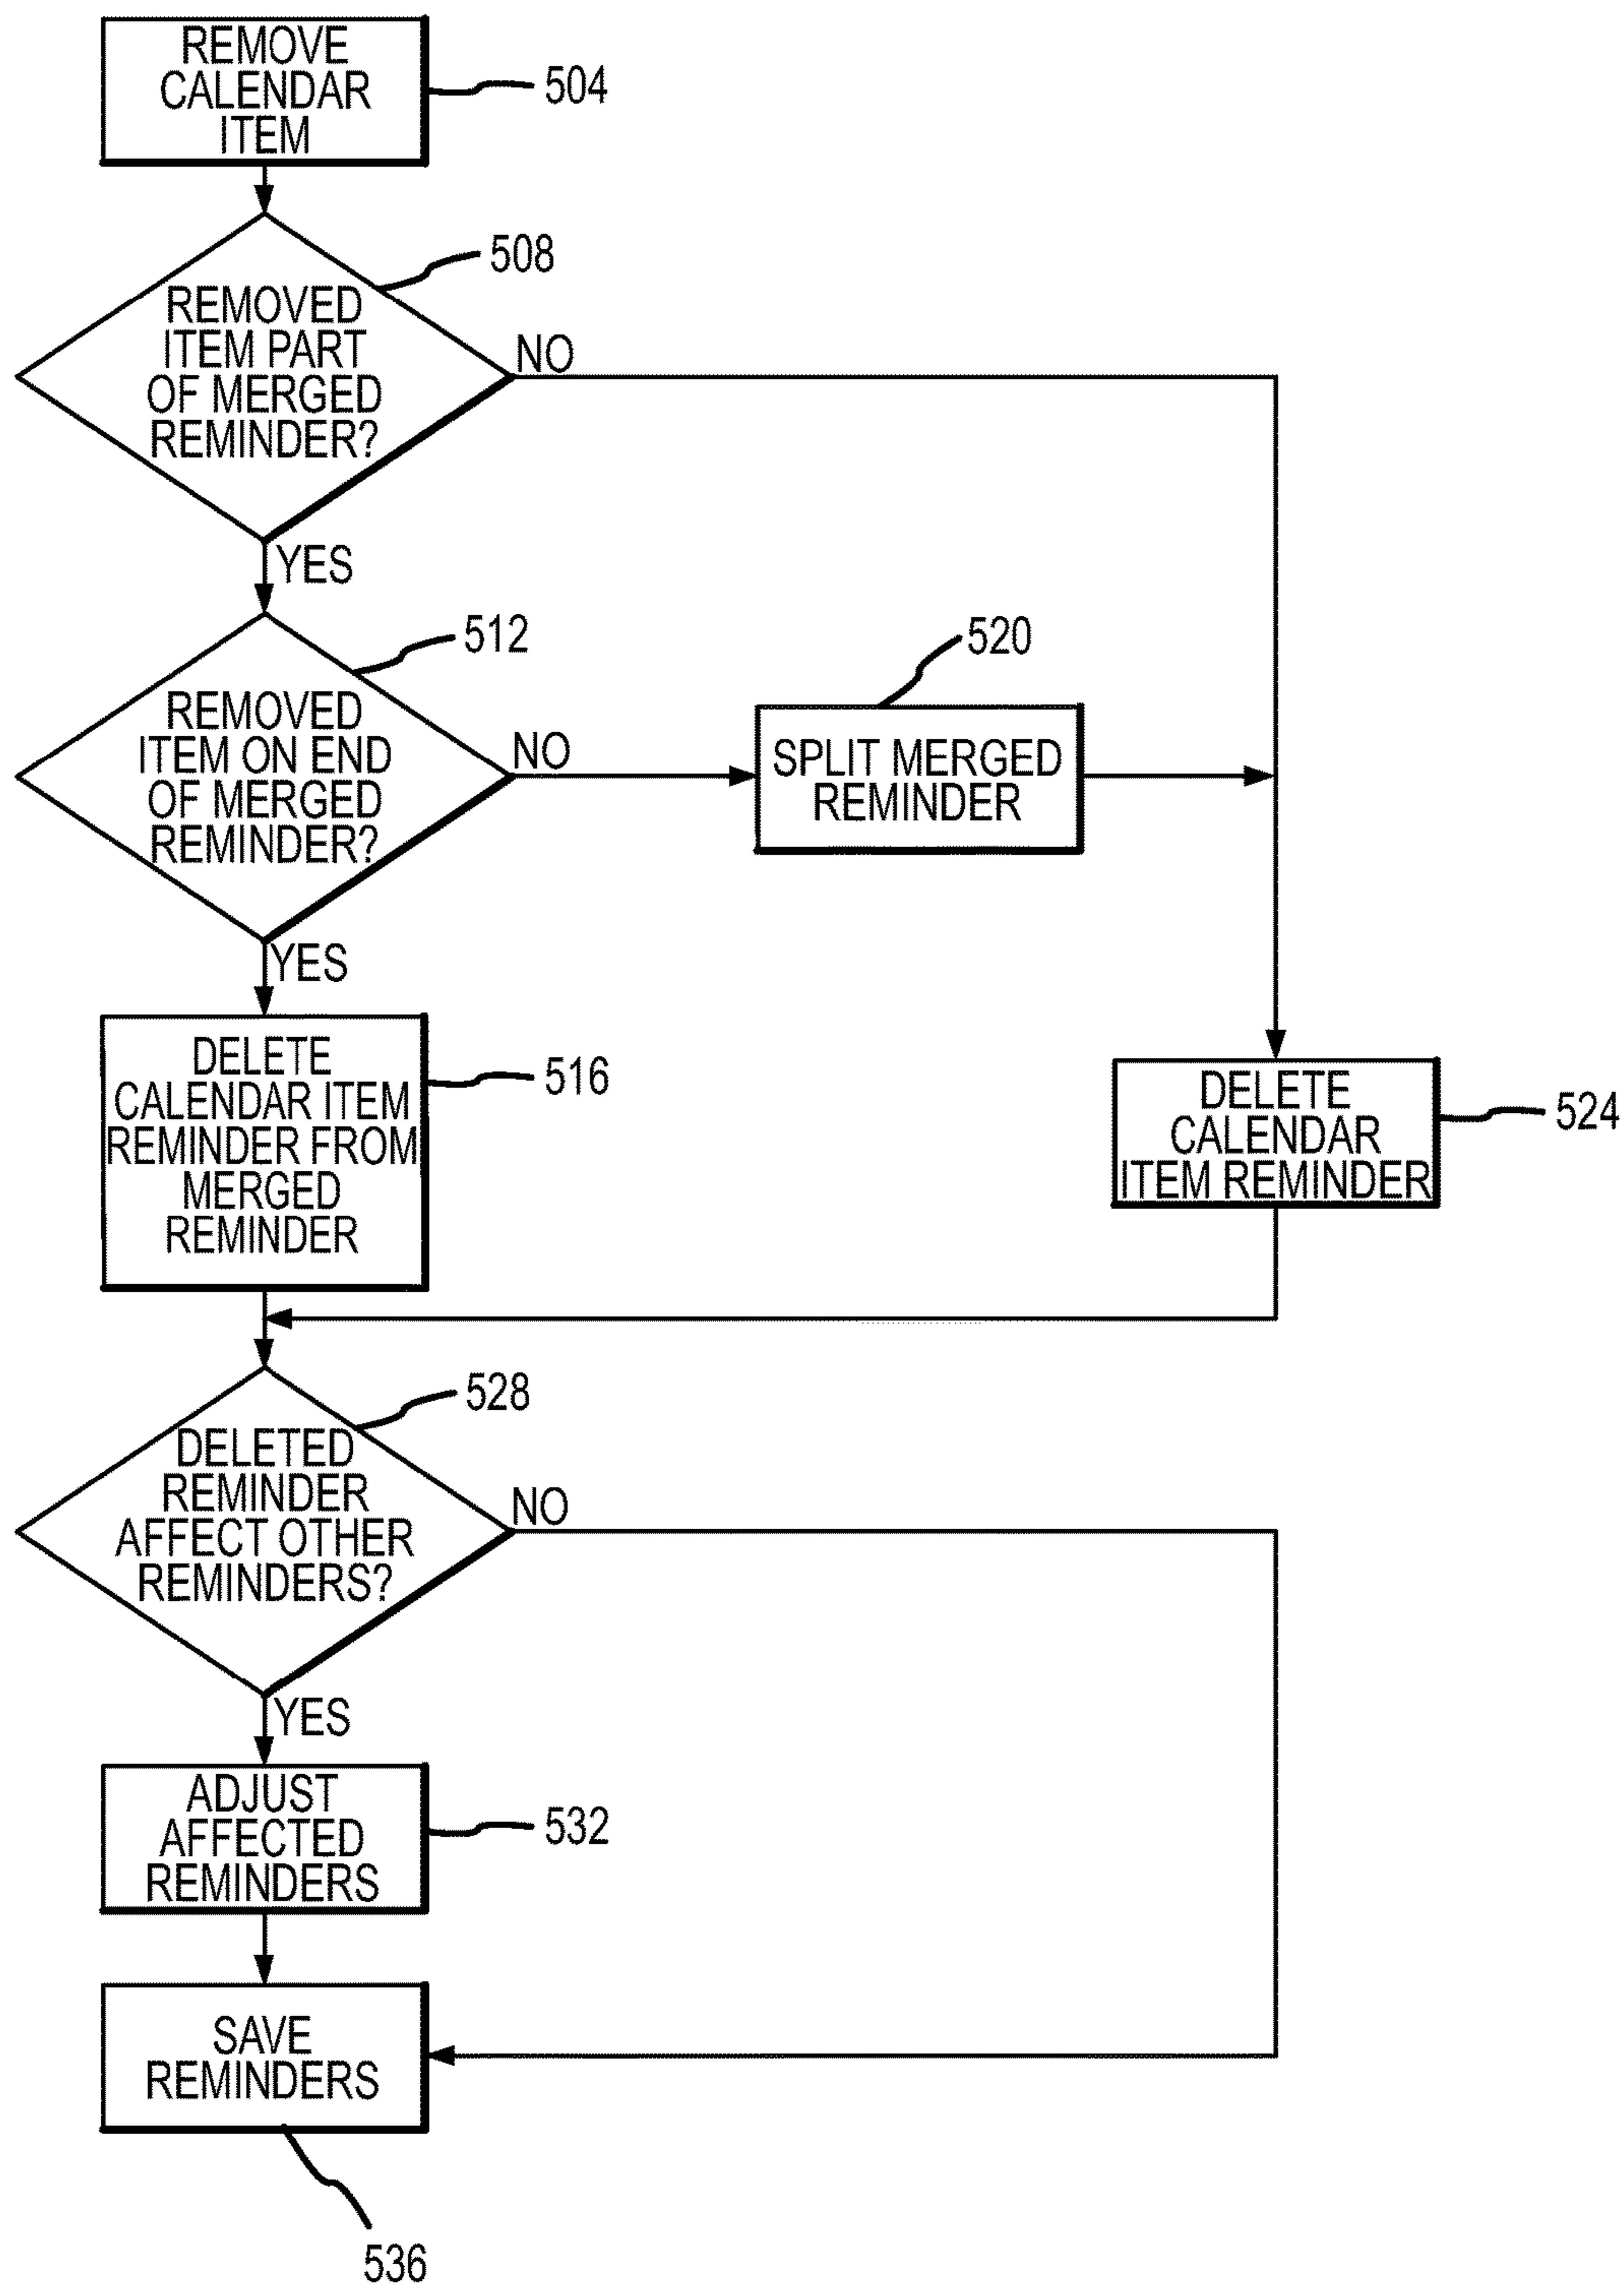 REMOVE
CALENDAR
ITEM
504
508
REMOVED
ITEM PART
OF MERGED
REMINDER?
NO
YES
512
REMOVED
ITEM ON END
OF MERGED
REMINDER?
NO
520
SPLIT MERGED
REMINDER
YES
DELETE
CALENDAR ITEM
REMINDER FROM
MERGED
REMINDER
516
DELETE
CALENDAR
ITEM REMINDER
524
528
DELETED
REMINDER
AFFECT OTHER
REMINDERS?
NO
YES
ADJUST
AFFECTED
REMINDERS
532
SAVE
REMINDERS
536